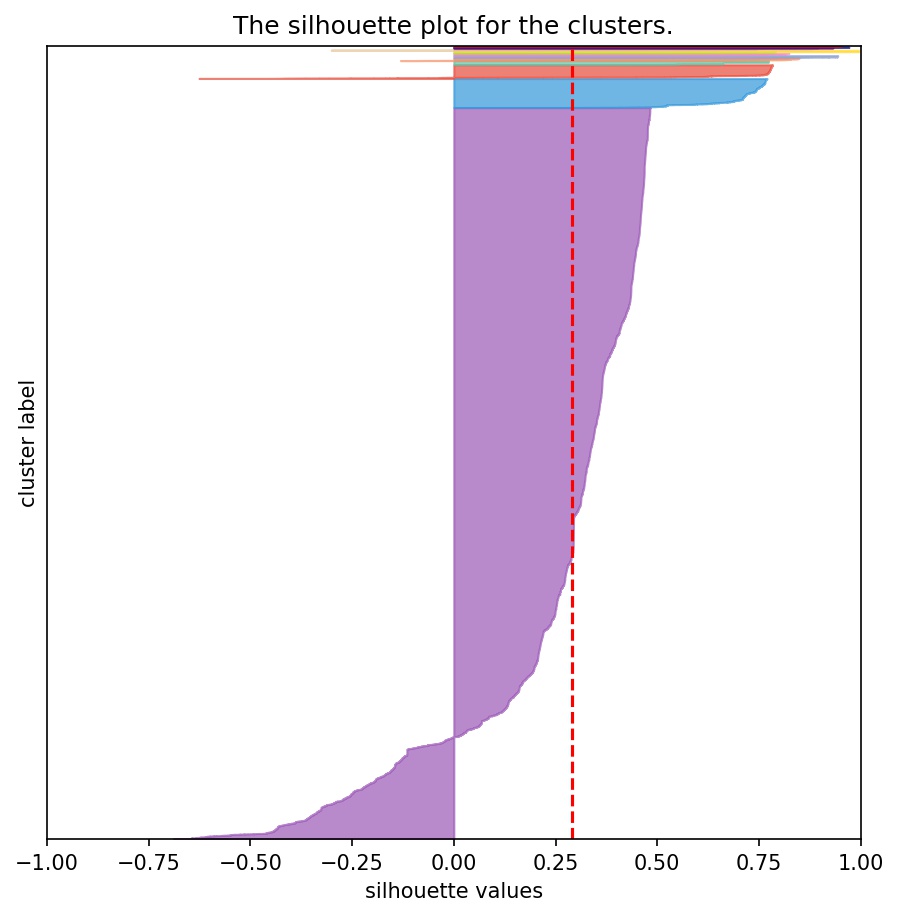 The silhouette plot for the clusters.
cluster label
−1.00 −0.75 −0.50 −0.25 0.00 0.25 0.50 0.75 1.00
silhouette values